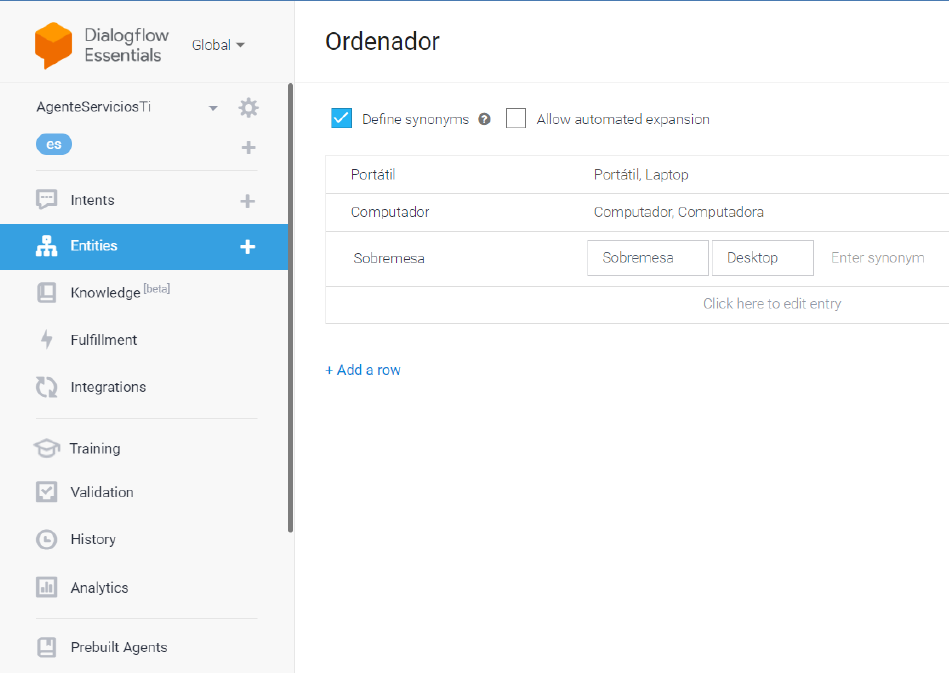 Dialogflow
Essentials
Global
AgenteServiciosTi
es
Intents
Entities
Knowledge [beta]
Fulfillment
Integrations
Training
Validation
History
Analytics
Prebuilt Agents
Ordenador
Define synonyms ? Allow automated expansion
Portátil Portátil, Laptop
Computador Computador, Computadora
Sobremesa Sobremesa Desktop Enter synonym
Click here to edit entry
+ Add a row